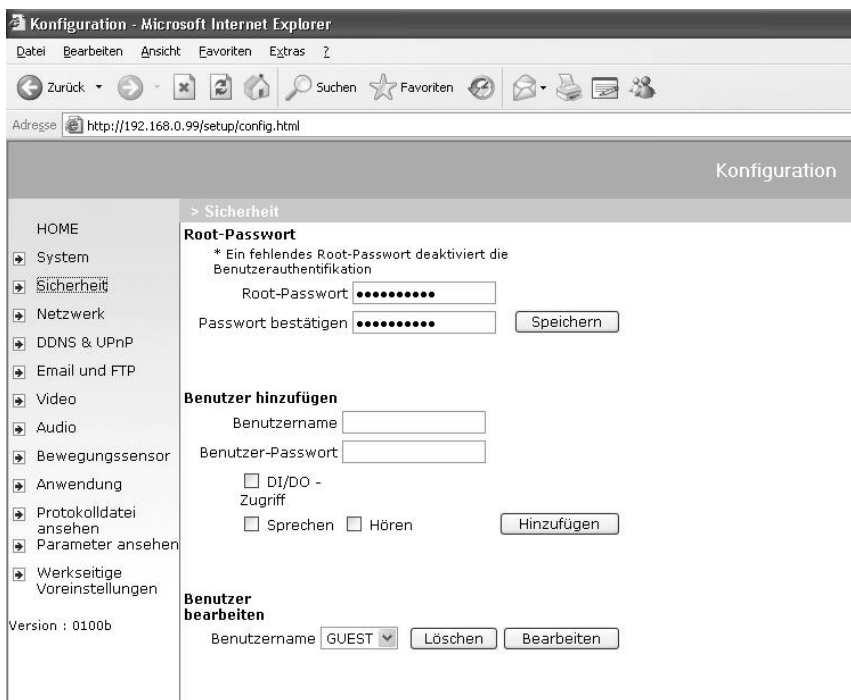 Konfiguration - Microsoft Internet Explorer
Datei Bearbeiten Ansicht Favoriten Extras ?
Zurück Suchen Favoriten
Adresse http://192.168.0.99/setup/config.html
Konfiguration
HOME
System
Sicherheit
Netzwerk
DDNS & UPnP
Email und FTP
Video
Audio
Bewegungssensor
Anwendung
Protokolldatei
ansehen
Parameter ansehen
Werkseitige
Voreinstellungen
Version : 0100b
> Sicherheit
Root-Passwort
* Ein fehlendes Root-Passwort deaktiviert die
Benutzerauthentifikation
Root-Passwort ●●●●●●●●●●
Passwort bestätigen ●●●●●●●●●● Speichern
Benutzer hinzufügen
Benutzername
Benutzer-Passwort
DI/DO -
Zugriff
Sprechen Hören Hinzufügen
Benutzer
bearbeiten
Benutzername GUEST Löschen Bearbeiten